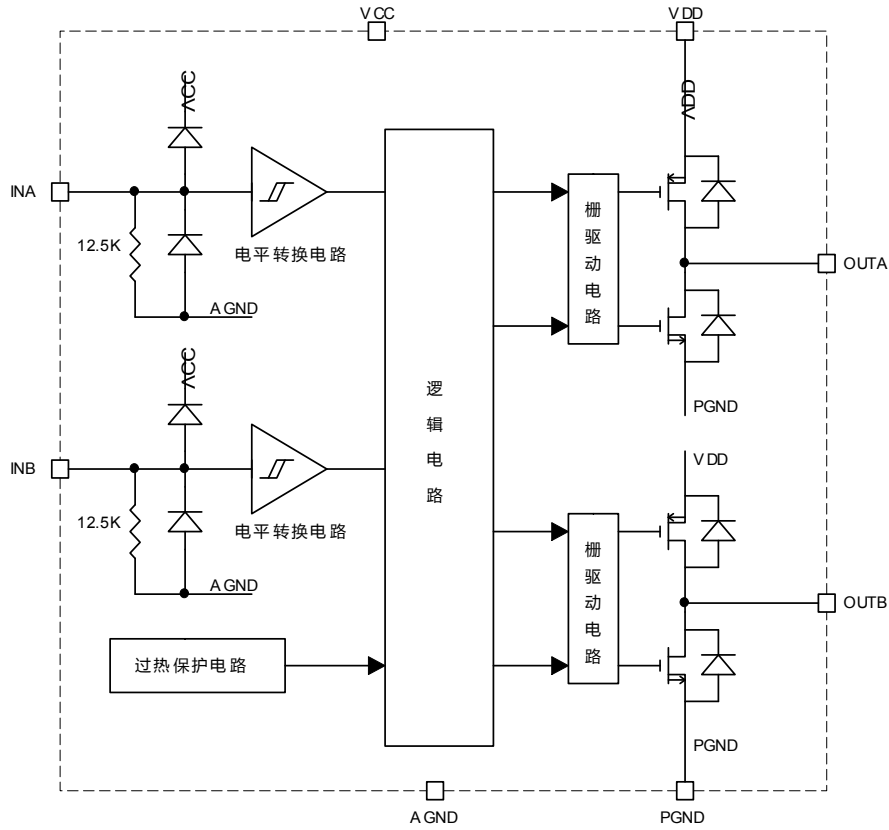 VCC
VDD
VCC
VDD
INA
12.5K
电平转换电路
AGND
栅驱动电路
OUTA
PGND
VCC
逻辑电路
INB
12.5K
电平转换电路
AGND
VDD
栅驱动电路
OUTB
过热保护电路
PGND
AGND
PGND